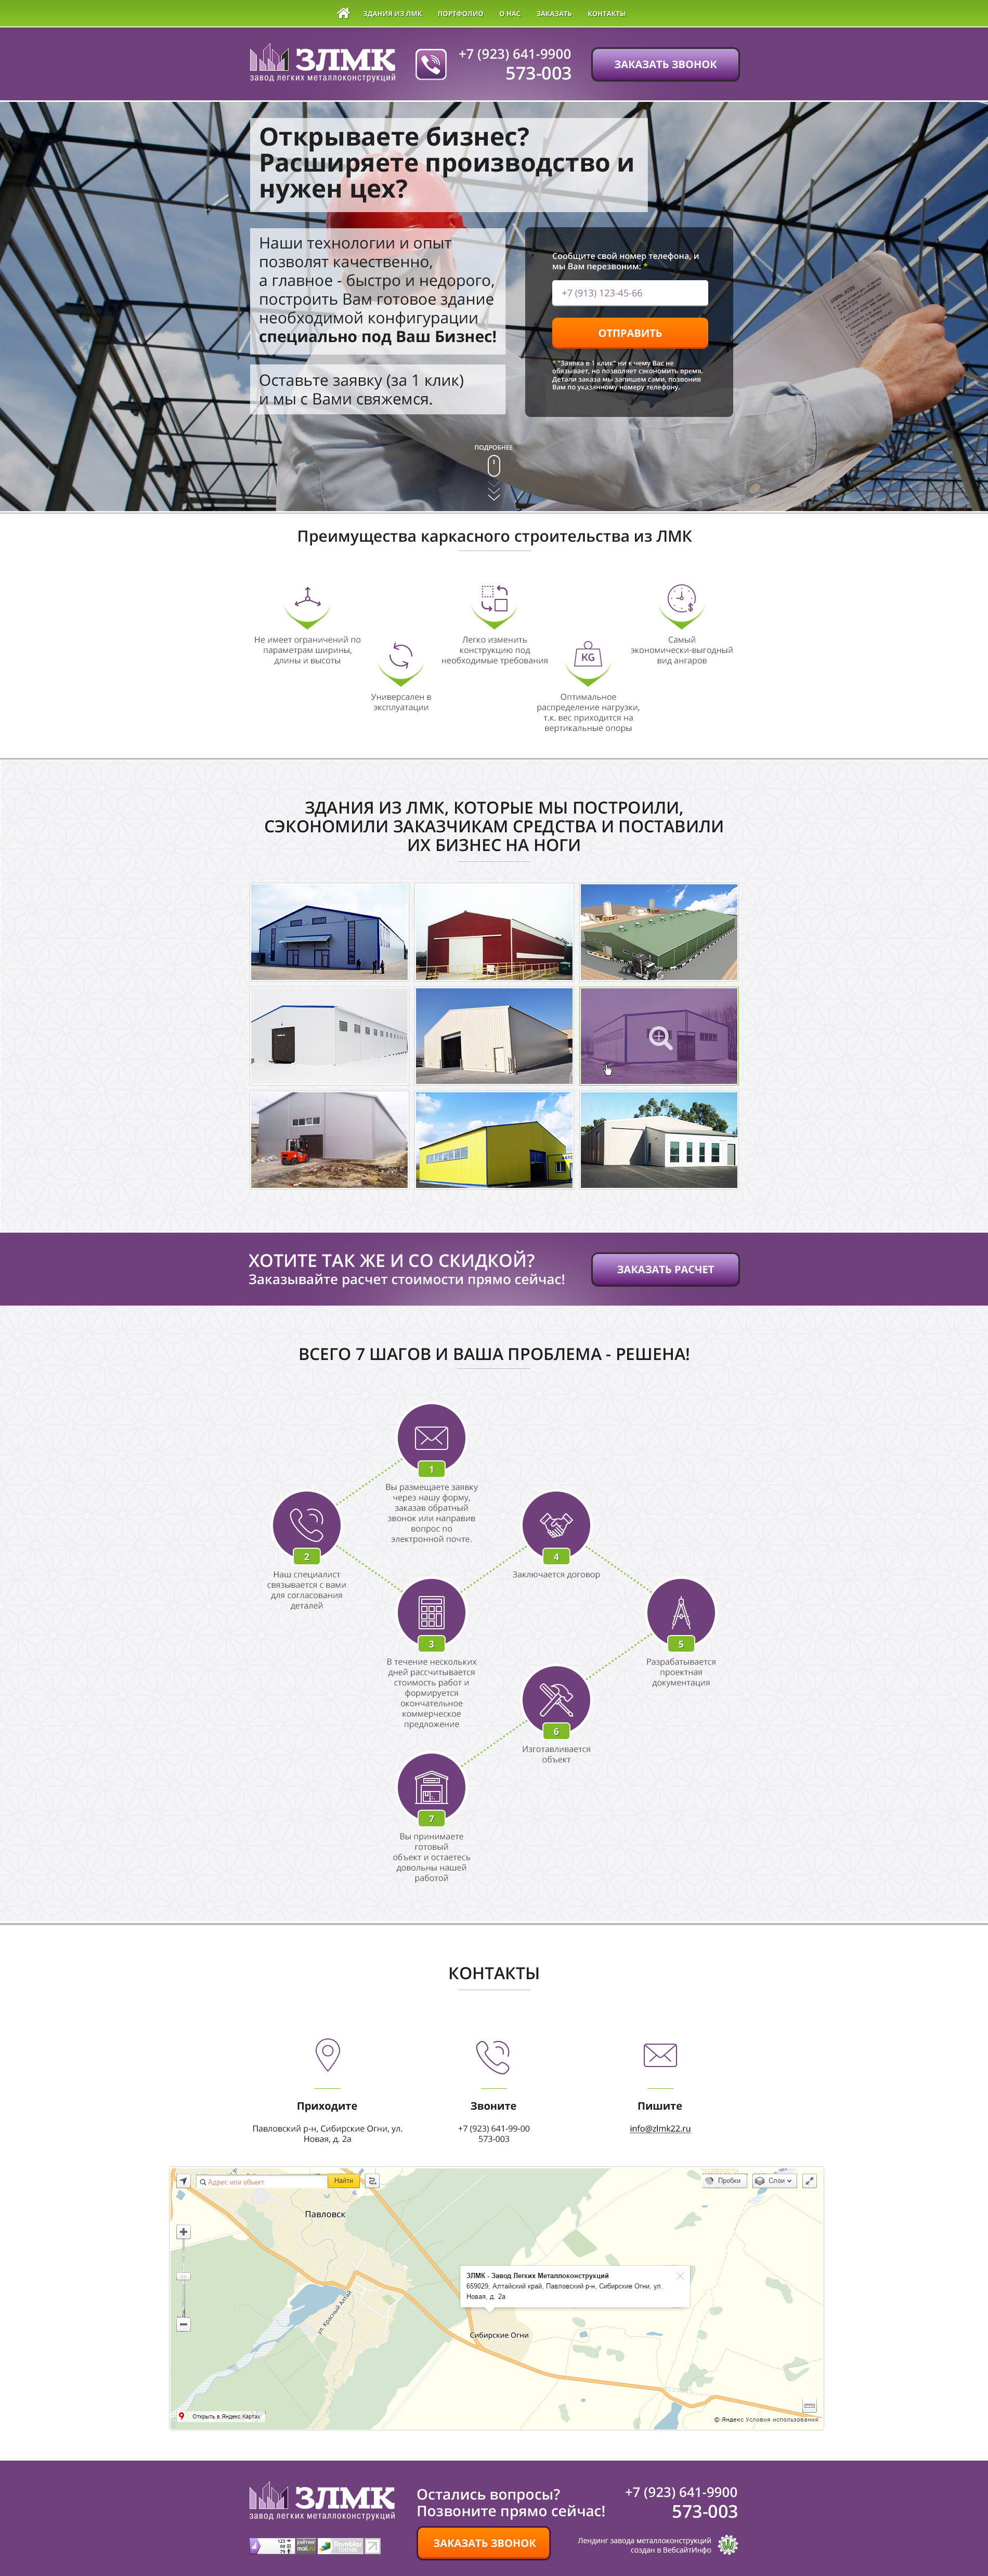 ЗДАНИЯ ИЗ ЛМК ПОРТФОЛИО О НАС ЗАКАЗАТЬ КОНТАКТЫ
ЗЛМК
завод легких металлоконструкций
+7 (923) 641-9900
573-003
ЗАКАЗАТЬ ЗВОНОК
Открываете бизнес?
Расширяете производство и
нужен цех?
Наши технологии и опыт
позволят качественно,
а главное - быстро и недорого,
построить Вам готовое здание
необходимой конфигурации
специально под Ваш Бизнес!
Оставьте заявку (за 1 клик)
и мы с Вами свяжемся.
Сообщите свой номер телефона, и
мы Вам перезвоним: *
+7 (913) 123-45-66
ОТПРАВИТЬ
* "Заявка в 1 клик" ни к чему Вас не
обязывает, но позволяет сэкономить время.
Детали заказа мы запишем сами, позвонив
Вам по указанному номеру телефону.
ПОДРОБНЕЕ
Преимущества каркасного строительства из ЛМК
Не имеет ограничений по
параметрам ширины,
длины и высоты
Универсален в
эксплуатации
Легко изменить
конструкцию под
необходимые требования
KG
Оптимальное
распределение нагрузки,
т.к. вес приходится на
вертикальные опоры
$
Самый
экономически-выгодный
вид ангаров
ЗДАНИЯ ИЗ ЛМК, КОТОРЫЕ МЫ ПОСТРОИЛИ,
СЭКОНОМИЛИ ЗАКАЗЧИКАМ СРЕДСТВА И ПОСТАВИЛИ
ИХ БИЗНЕС НА НОГИ
ХОТИТЕ ТАК ЖЕ И СО СКИДКОЙ?
Заказывайте расчет стоимости прямо сейчас!
ЗАКАЗАТЬ РАСЧЕТ
ВСЕГО 7 ШАГОВ И ВАША ПРОБЛЕМА - РЕШЕНА!
1
Вы размещаете заявку
через нашу форму,
заказав обратный
звонок или направив
вопрос по
электронной почте.
2
Наш специалист
связывается с вами
для согласования
деталей
3
В течение нескольких
дней рассчитывается
стоимость работ и
формируется
окончательное
коммерческое
предложение
4
Заключается договор
5
Разрабатывается
проектная
документация
6
Изготавливается
объект
7
Вы принимаете
готовый
объект и остаетесь
довольны нашей
работой
КОНТАКТЫ
Приходите
Павловский р-н, Сибирские Огни, ул.
Новая, д. 2а
Звоните
+7 (923) 641-99-00
573-003
Пишите
info@zlmk22.ru
Адрес или объект
Найти
Пробки
Слои
Павловск
ул. Красный Алтай
ЗЛМК - Завод Легких Металлоконструкций
659029, Алтайский край, Павловский р-н, Сибирские Огни, ул.
Новая, д. 2а
Сибирские Огни
Открыть в Яндекс.Картах
© Яндекс Условия использования
ЗЛМК
завод легких металлоконструкций
Остались вопросы?
Позвоните прямо сейчас!
ЗАКАЗАТЬ ЗВОНОК
+7 (923) 641-9900
573-003
Лендинг завода металлоконструкций
создан в ВебсайтИнфо